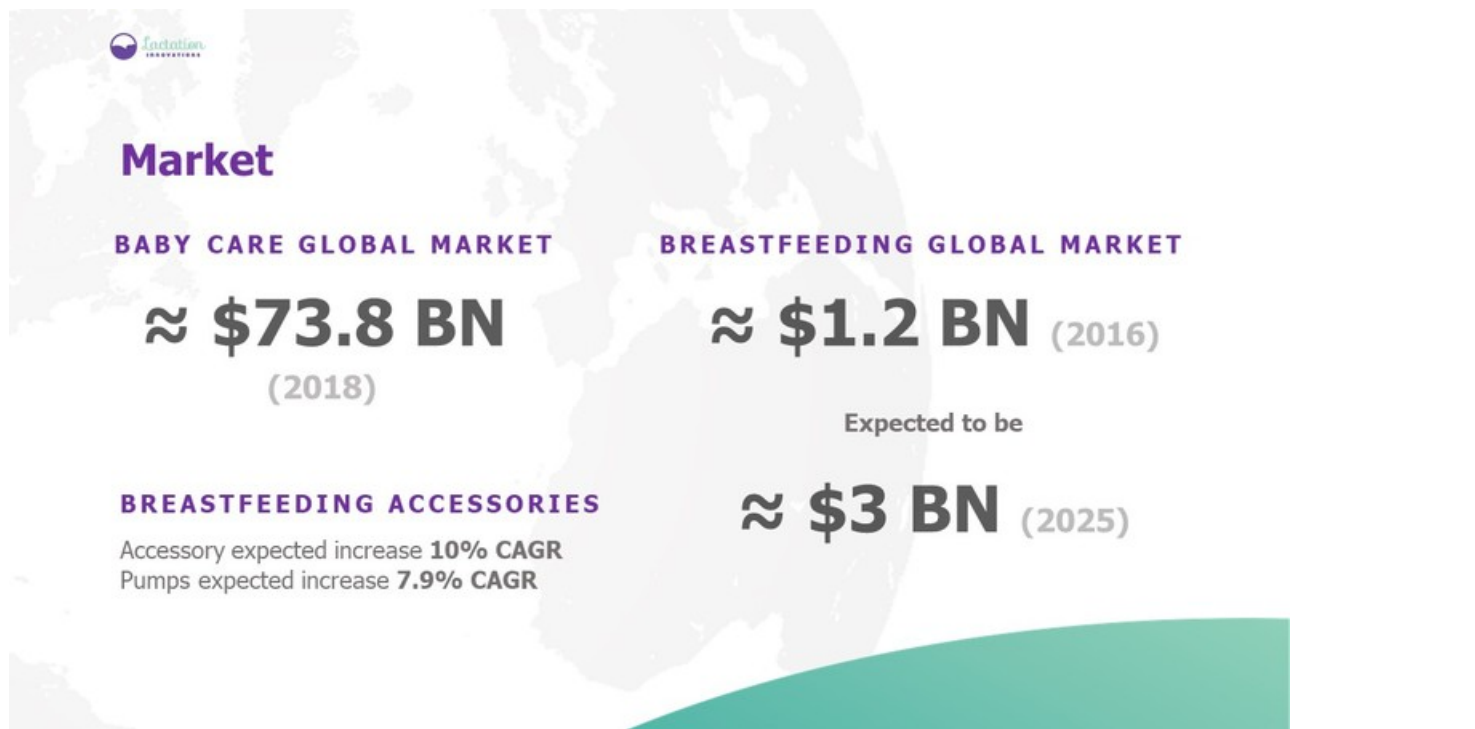 Lactation
INNOVATIONS
Market
BABY CARE GLOBAL MARKET
≈ $73.8 BN
(2018)
BREASTFEEDING ACCESSORIES
Accessory expected increase 10% CAGR
Pumps expected increase 7.9% CAGR
BREASTFEEDING GLOBAL MARKET
≈ $1.2 BN (2016)
Expected to be
≈ $3 BN (2025)